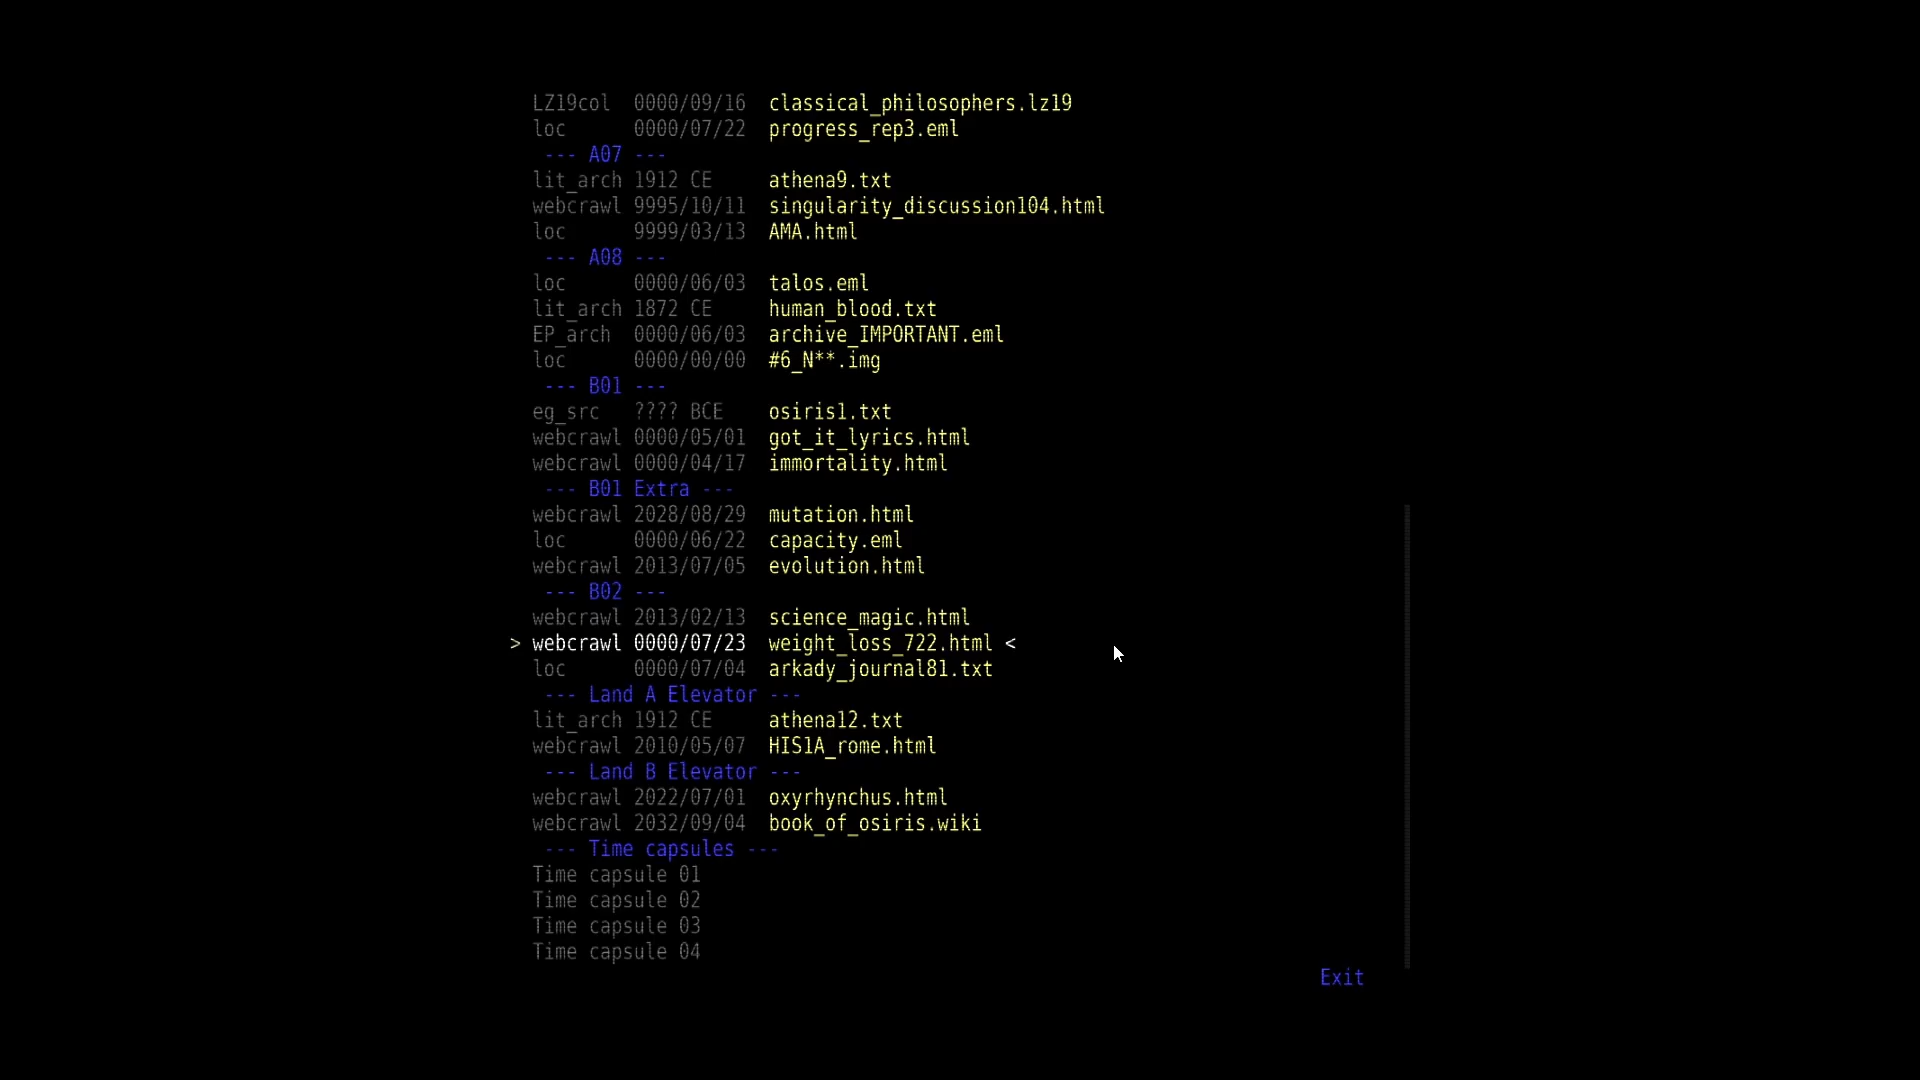 LZ19col 0000/09/16 classical_philosophers.lz19
loc 0000/07/22 progress_rep3.eml
--- A07 ---
lit_arch 1912 CE athena9.txt
webcrawl 9995/10/11 singularity_discussion104.html
loc 9999/03/13 AMA.html
--- A08 ---
loc 0000/06/03 talos.eml
lit_arch 1872 CE human_blood.txt
EP_arch 0000/06/03 archive_IMPORTANT.eml
loc 0000/00/00 #6_N**.img
--- B01 ---
eg_src ???? BCE osiris1.txt
webcrawl 0000/05/01 got_it_lyrics.html
webcrawl 0000/04/17 immortality.html
--- B01 Extra ---
webcrawl 2028/08/29 mutation.html
loc 0000/06/22 capacity.eml
webcrawl 2013/07/05 evolution.html
--- B02 ---
webcrawl 2013/02/13 science_magic.html
> webcrawl 0000/07/23 weight_loss_722.html <
loc 0000/07/04 arkady_journal81.txt
--- Land A Elevator ---
lit_arch 1912 CE athena12.txt
webcrawl 2010/05/07 HIS1A_rome.html
--- Land B Elevator ---
webcrawl 2022/07/01 oxyrhynchus.html
webcrawl 2032/09/04 book_of_osiris.wiki
--- Time capsules ---
Time capsule 01
Time capsule 02
Time capsule 03
Time capsule 04
Exit